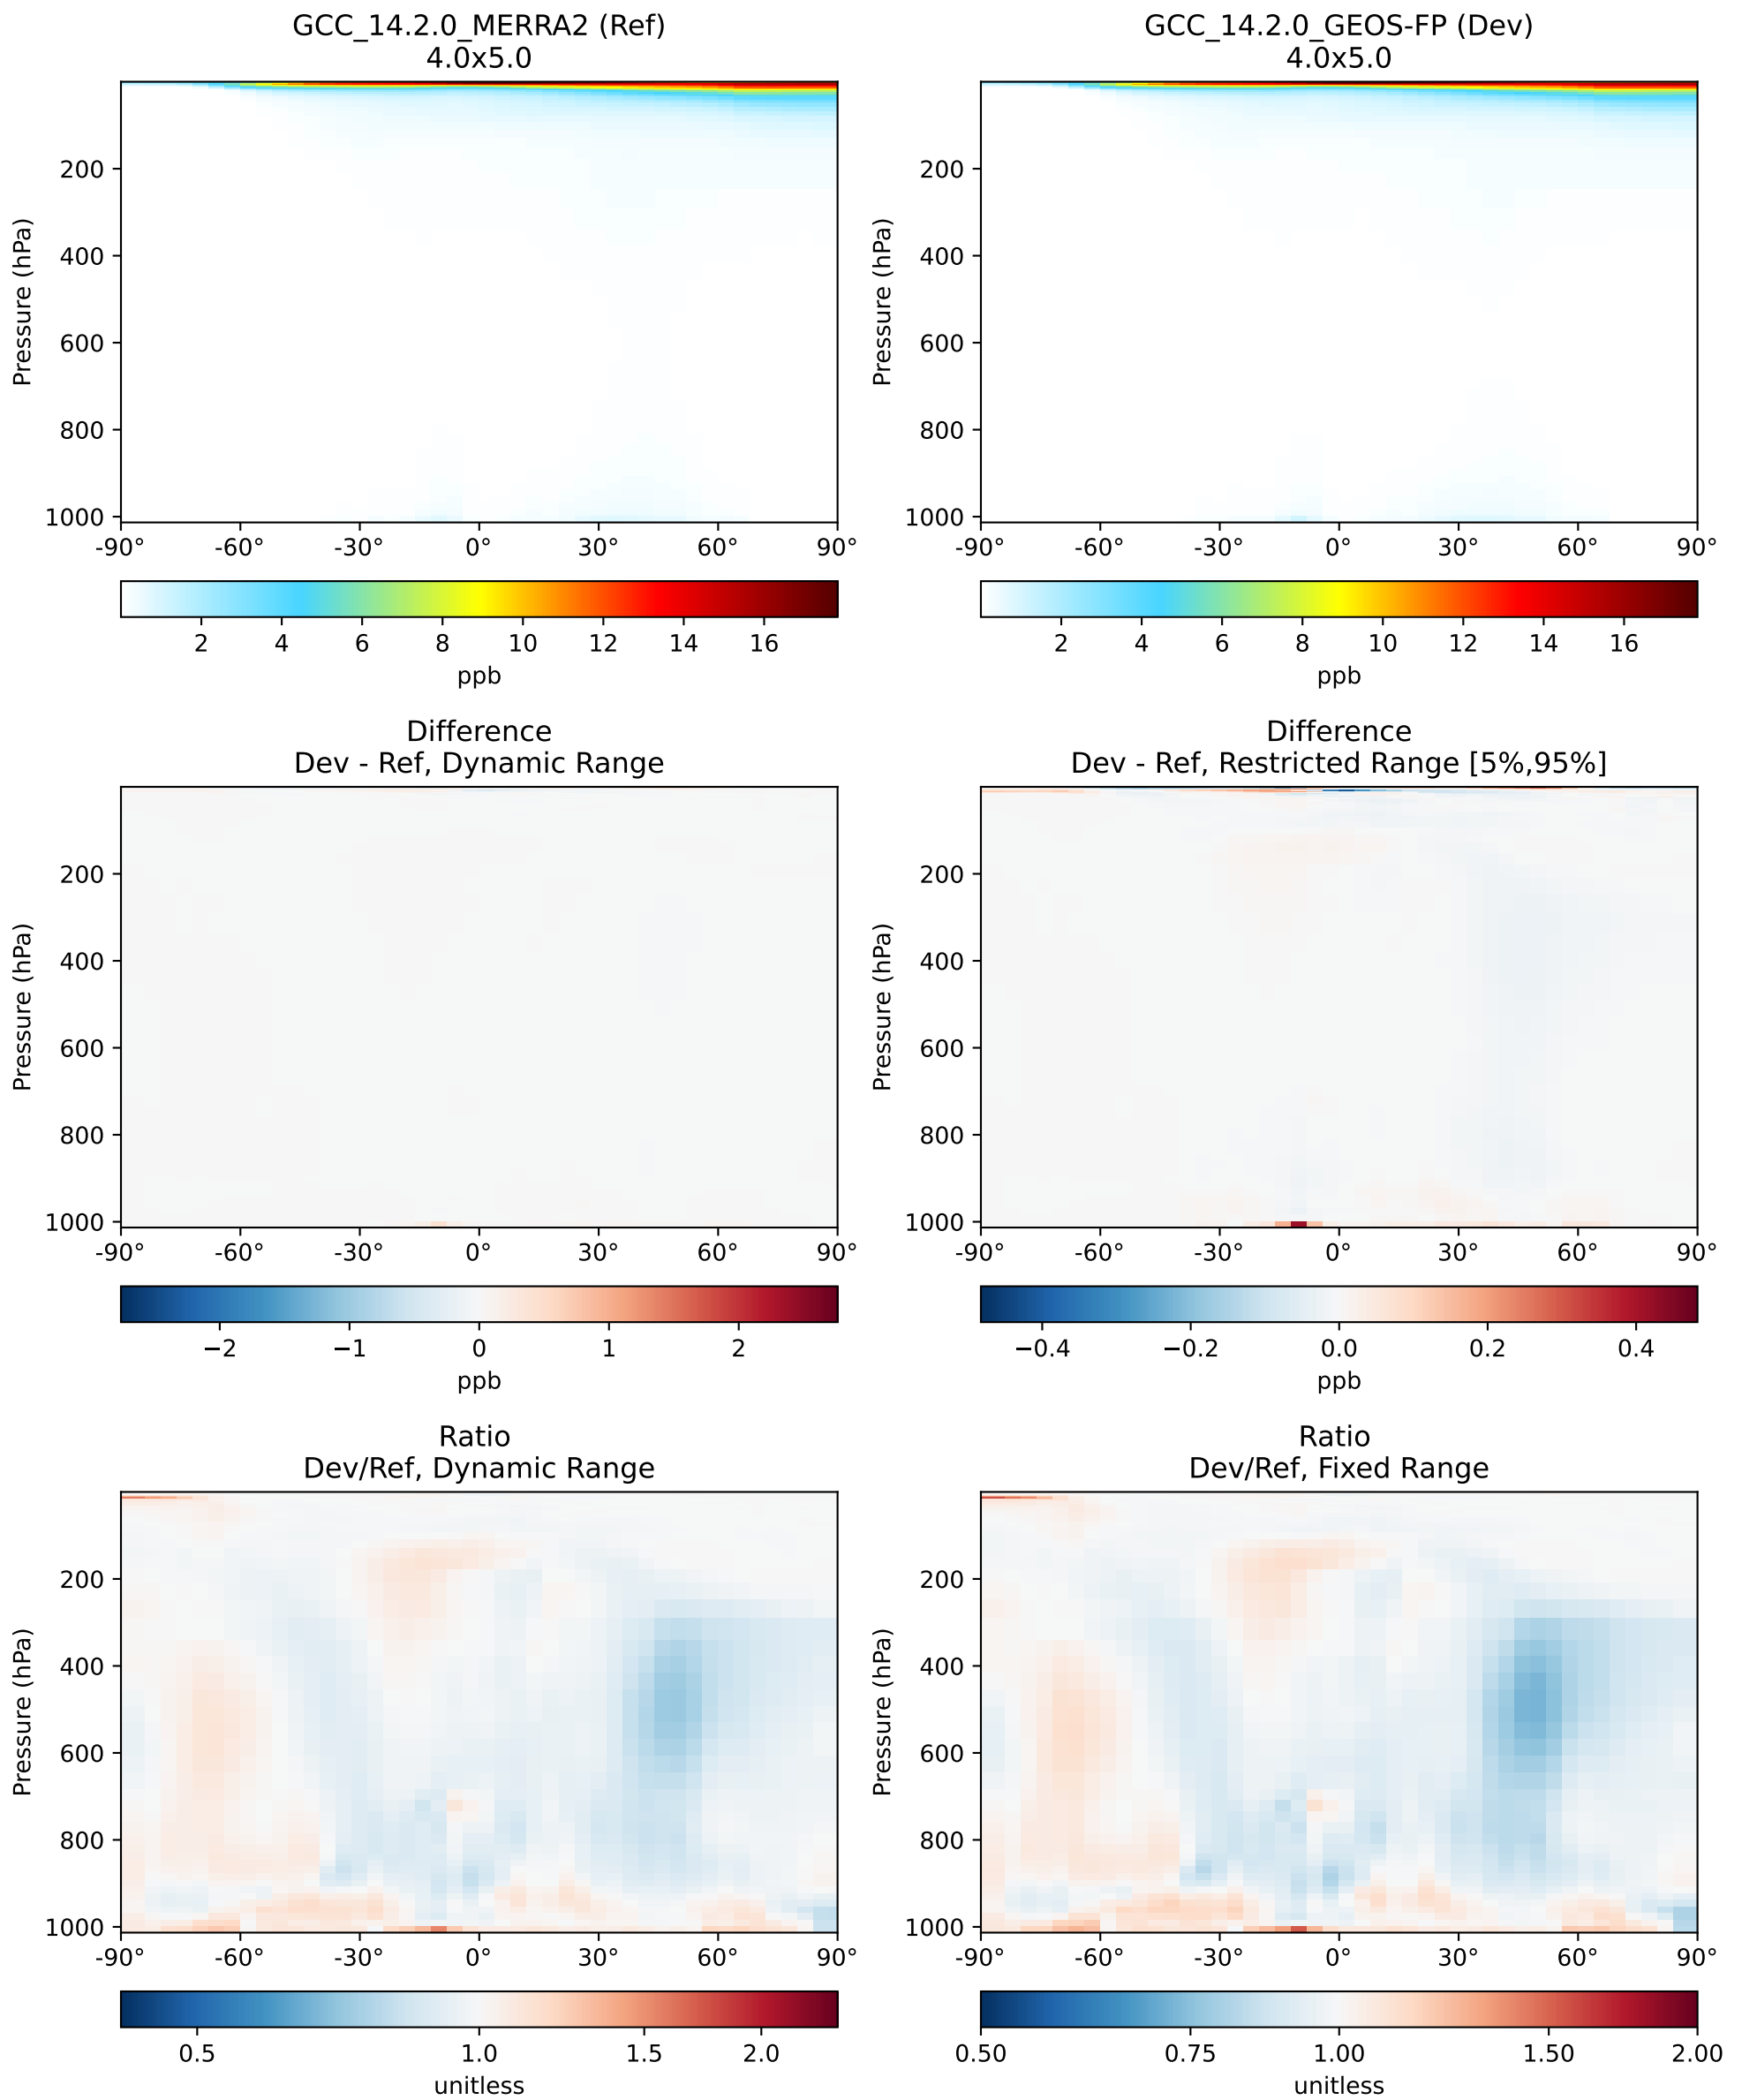 GCC_14.2.0_MERRA2 (Ref)
4.0x5.0
Pressure (hPa)
200
400
600
800
1000
-90° -60° -30° 0° 30° 60° 90°
2 4 6 8 10 12 14 16
ppb
GCC_14.2.0_GEOS-FP (Dev)
4.0x5.0
Pressure (hPa)
200
400
600
800
1000
-90° -60° -30° 0° 30° 60° 90°
2 4 6 8 10 12 14 16
ppb
Difference
Dev - Ref, Dynamic Range
Pressure (hPa)
200
400
600
800
1000
-90° -60° -30° 0° 30° 60° 90°
−2 −1 0 1 2
ppb
Difference
Dev - Ref, Restricted Range [5%,95%]
Pressure (hPa)
200
400
600
800
1000
-90° -60° -30° 0° 30° 60° 90°
−0.4 −0.2 0.0 0.2 0.4
ppb
Ratio
Dev/Ref, Dynamic Range
Pressure (hPa)
200
400
600
800
1000
-90° -60° -30° 0° 30° 60° 90°
0.5 1.0 1.5 2.0
unitless
Ratio
Dev/Ref, Fixed Range
Pressure (hPa)
200
400
600
800
1000
-90° -60° -30° 0° 30° 60° 90°
0.50 0.75 1.00 1.50 2.00
unitless